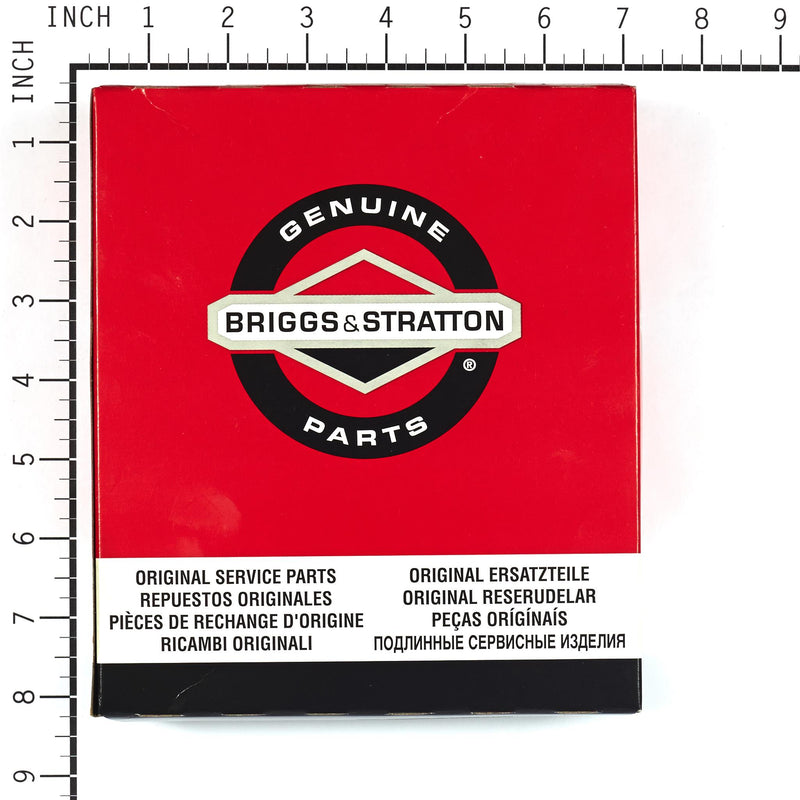 INCH 1 2 3 4 5 6 7 8 9
INCH 1 2 3 4 5 6 7 8 9
GENUINE
BRIGGS & STRATTON
®
PARTS
ORIGINAL SERVICE PARTS
REPUESTOS ORIGINALES
PIÈCES DE RECHANGE D'ORIGINE
RICAMBI ORIGINALI
ORIGINAL ERSATZTEILE
ORIGINAL RESERUDELAR
PEÇAS ORÍGÍNAÍS
ПОДЛИННЫЕ СЕРВИСНЫЕ ИЗДЕЛИЯ